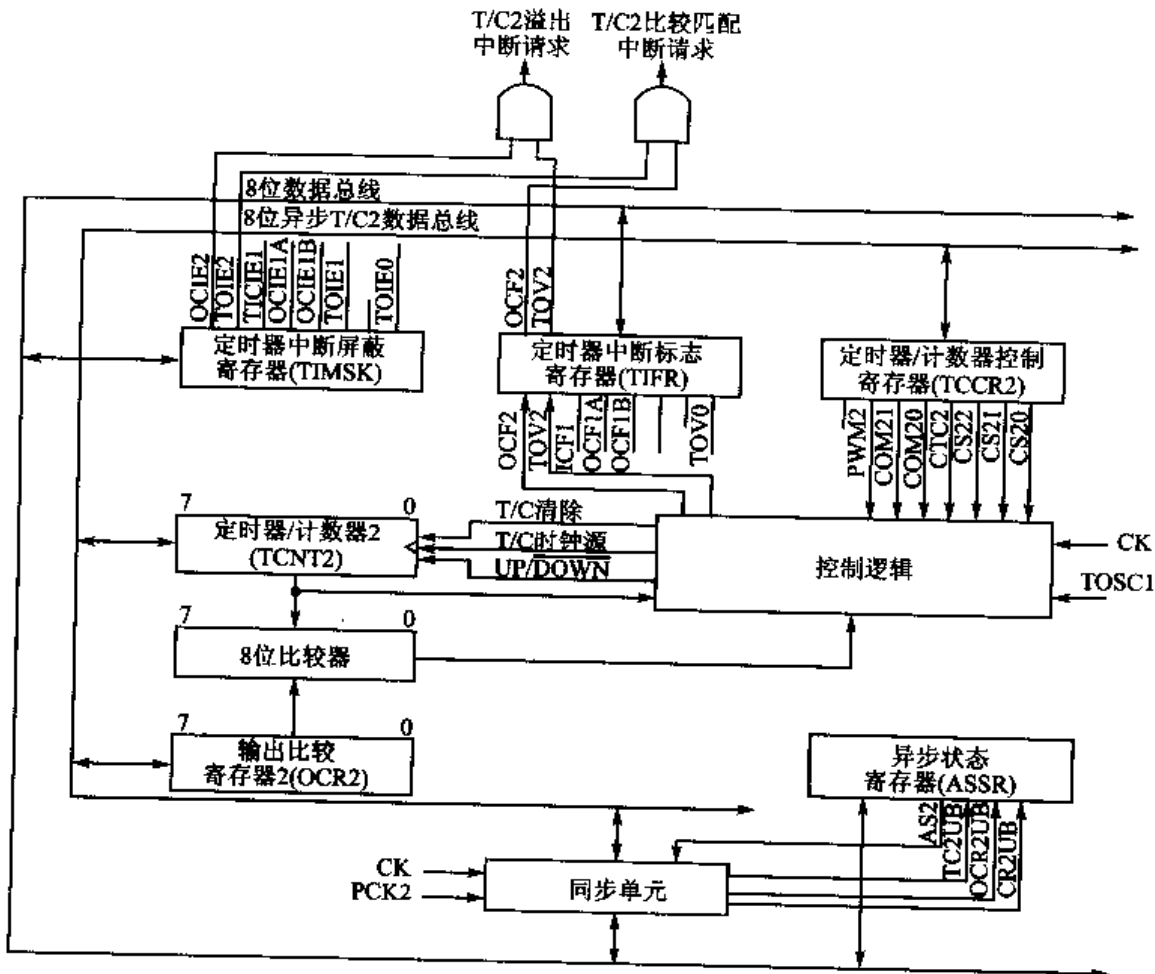 T/C2溢出
中断请求
T/C2比较匹配
中断请求
8位数据总线
8位异步T/C2数据总线
OCIE2
TOIE2
TICIE1
OCIE1A
OCIE1B
TOIE1
TOIE0
OCF2
TOV2
定时器中断屏蔽
寄存器(TIMSK)
定时器中断标志
寄存器(TIFR)
定时器/计数器控制
寄存器(TCCR2)
OCF2
TOV2
ICF1
OCF1A
OCF1B
TOV0
PWM2
COM21
COM20
CTC2
CS22
CS21
CS20
7
0
定时器/计数器2
(TCNT2)
T/C清除
T/C时钟源
UP/DOWN
控制逻辑
CK
TOSC1
7
0
8位比较器
7
0
输出比较
寄存器2(OCR2)
异步状态
寄存器(ASSR)
AS2
TC2UB
OCR2UB
CR2UB
CK
PCK2
同步单元